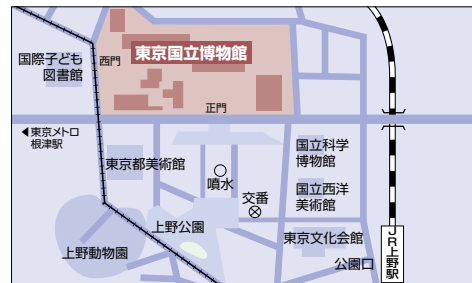 東京国立博物館
国際子ども
図書館
西門
正門
◀東京メトロ
根津駅
東京都美術館
噴水
交番
国立科学
博物館
国立西洋
美術館
上野公園
上野動物園
東京文化会館
公園口
JR上野駅